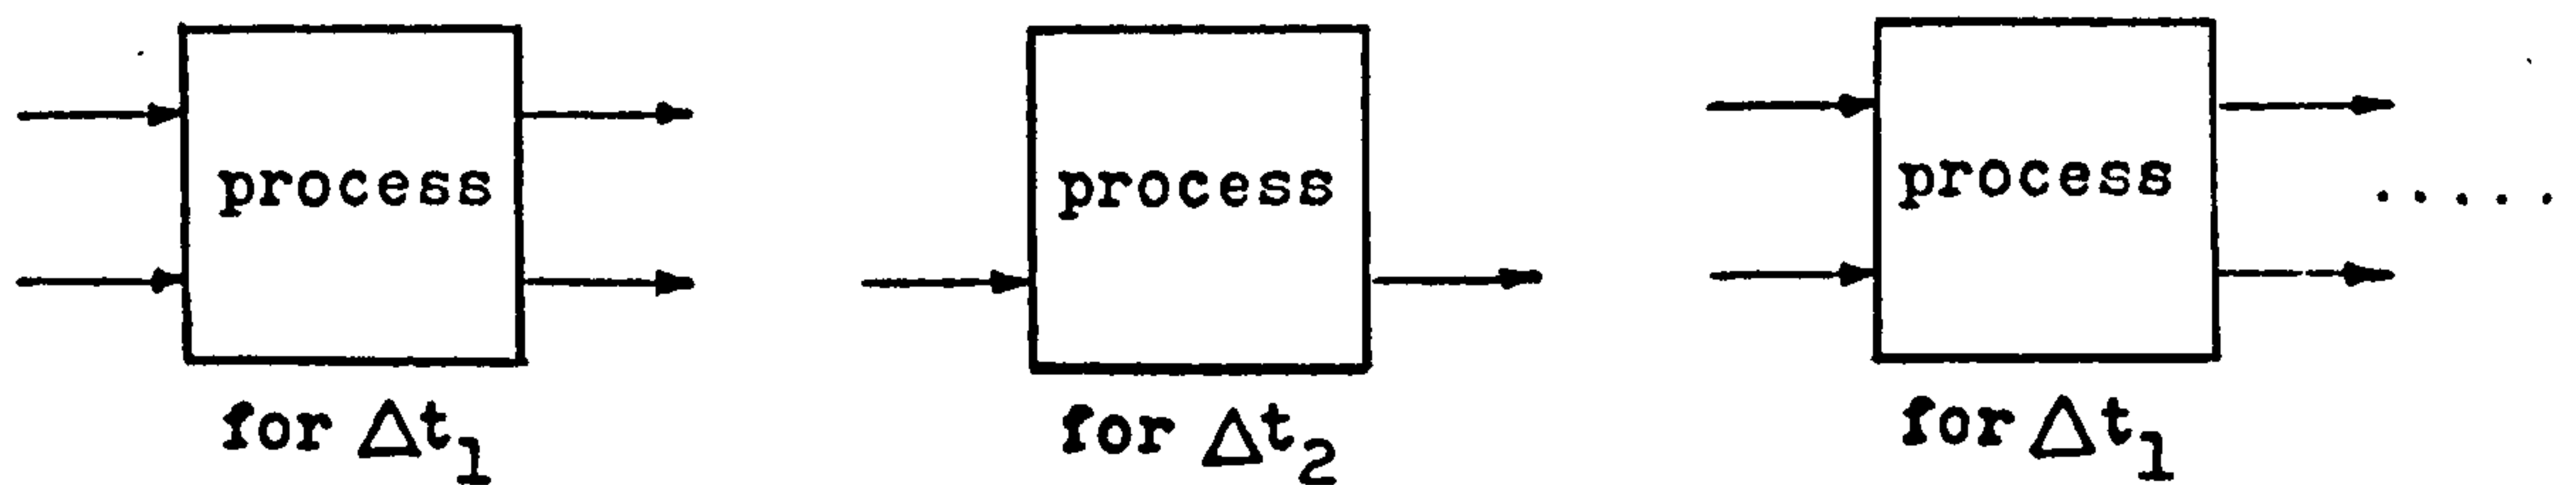 process process process
.....
for Δt₁ for Δt₂ for Δt₁